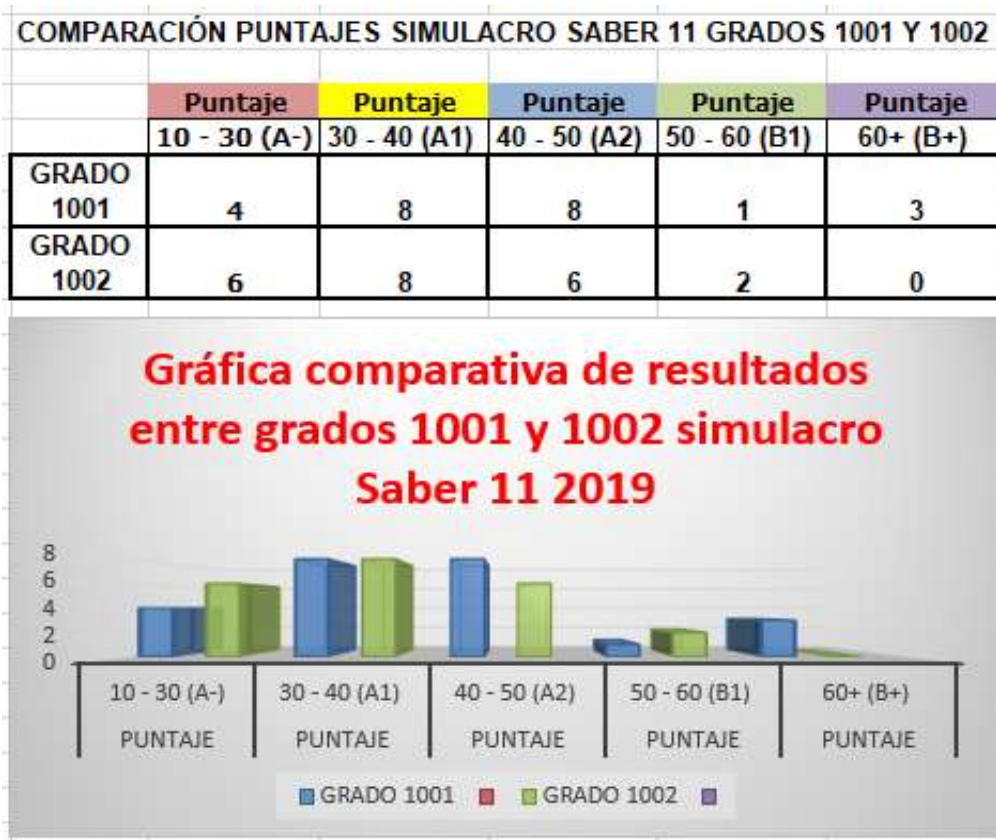 COMPARACIÓN PUNTAJES SIMULACRO SABER 11 GRADOS 1001 Y 1002
Puntaje Puntaje Puntaje Puntaje Puntaje
10 - 30 (A-) 30 - 40 (A1) 40 - 50 (A2) 50 - 60 (B1) 60+ (B+)
GRADO
1001 4 8 8 1 3
GRADO
1002 6 8 6 2 0
Gráfica comparativa de resultados
entre grados 1001 y 1002 simulacro
Saber 11 2019
8
6
4
2
0
10 - 30 (A-) 30 - 40 (A1) 40 - 50 (A2) 50 - 60 (B1) 60+ (B+)
PUNTAJE PUNTAJE PUNTAJE PUNTAJE PUNTAJE
GRADO 1001 GRADO 1002